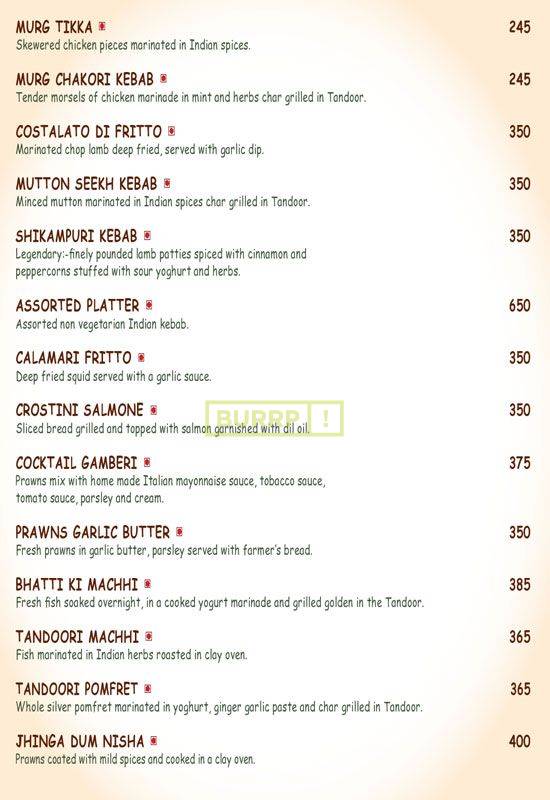 MURG TIKKA 245
Skewered chicken pieces marinated in Indian spices.
MURG CHAKORI KEBAB 245
Tender morsels of chicken marinade in mint and herbs char grilled in Tandoor.
COSTALATO DI FRITTO 350
Marinated chop lamb deep fried, served with garlic dip.
MUTTON SEEKH KEBAB 350
Minced mutton marinated in Indian spices char grilled in Tandoor.
SHIKAMPURI KEBAB 350
Legendary:-finely pounded lamb patties spiced with cinnamon and
peppercorns stuffed with sour yoghurt and herbs.
ASSORTED PLATTER 650
Assorted non vegetarian Indian kebab.
CALAMARI FRITTO 350
Deep fried squid served with a garlic sauce.
CROSTINI SALMONE 350
BURRP!
Sliced bread grilled and topped with salmon garnished with dil oil.
COCKTAIL GAMBERI 375
Prawns mix with home made Italian mayonnaise sauce, tobacco sauce,
tomato sauce, parsley and cream.
PRAWNS GARLIC BUTTER 350
Fresh prawns in garlic butter, parsley served with farmer's bread.
BHATTI KI MACHHI 385
Fresh fish soaked overnight, in a cooked yogurt marinade and grilled golden in the Tandoor.
TANDOORI MACHHI 365
Fish marinated in Indian herbs roasted in clay oven.
TANDOORI POMFRET 365
Whole silver pomfret marinated in yoghurt, ginger garlic paste and char grilled in Tandoor.
JHINGA DUM NISHA 400
Prawns coated with mild spices and cooked in a clay oven.